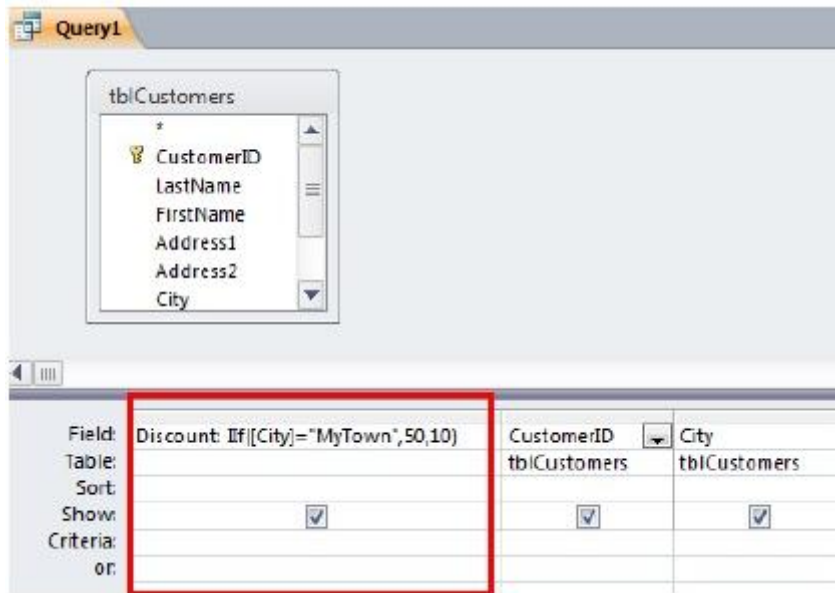 Query1
tblCustomers
*
CustomerID
LastName
FirstName
Address1
Address2
City
Field: Discount: IIf([City]="MyTown",50,10) CustomerID City
Table: tblCustomers tblCustomers
Sort:
Show:
Criteria:
or: